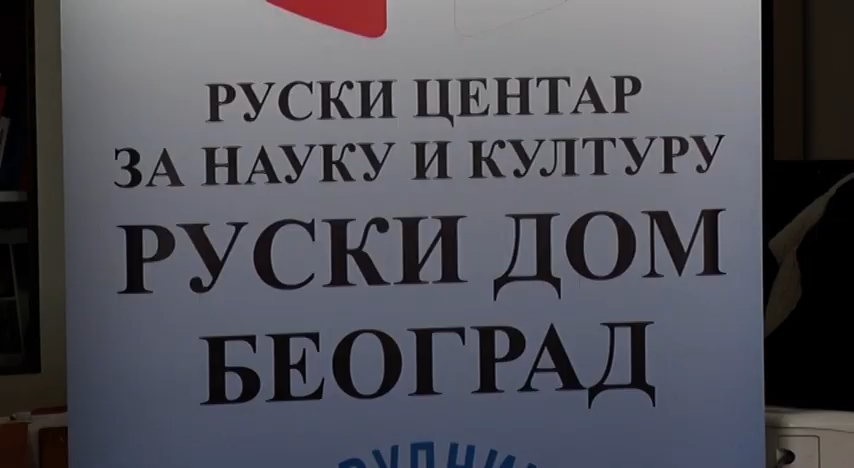 РУСКИ ЦЕНТАР
ЗА НАУКУ И КУЛТУРУ
РУСКИ ДОМ
БЕОГРАД